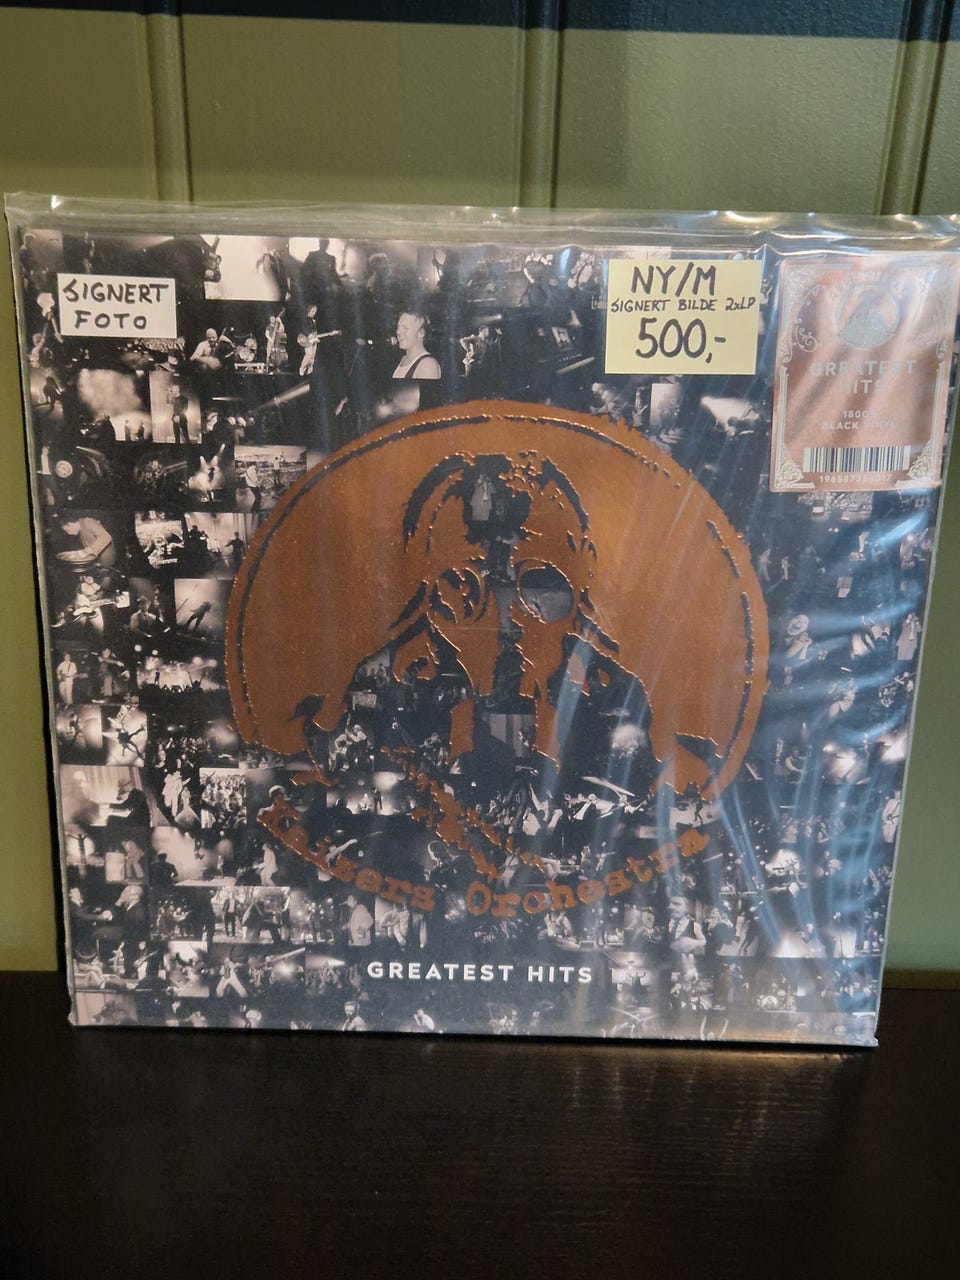 SIGNERT
FOTO
NY/M
SIGNERT BILDE 2xLP
500,-
GREATEST
HITS
180G
BLACK VINYL
Kaizers Orchestra
GREATEST HITS